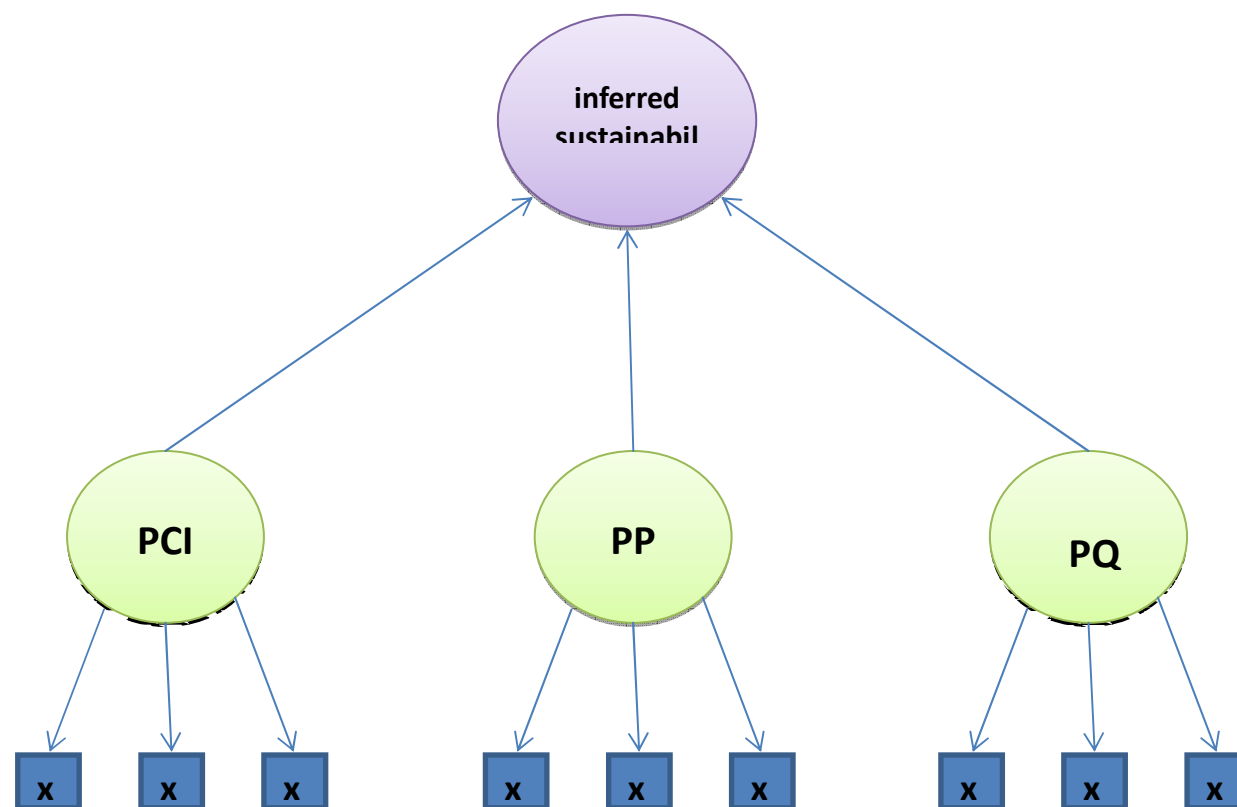 inferred
sustainabil
PCI
PP
PQ
x x x x x x x x x